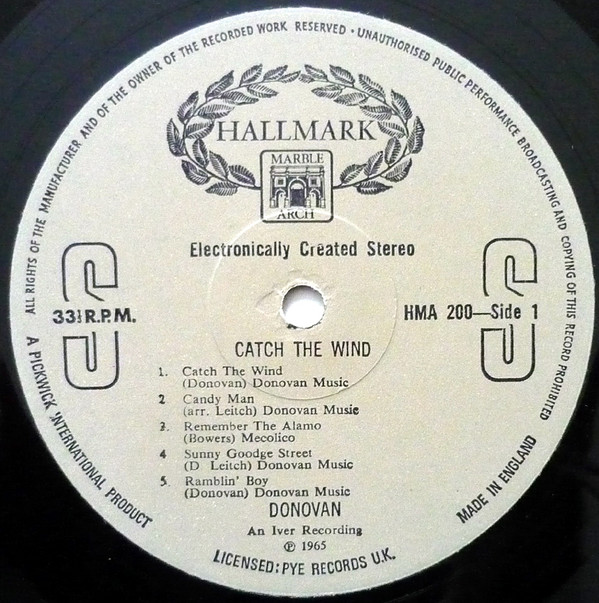 ALL RIGHTS OF THE MANUFACTURER AND OF THE OWNER OF THE RECORDED WORK RESERVED · UNAUTHORISED PUBLIC PERFORMANCE BROADCASTING AND COPYING OF THIS RECORD PROHIBITED
HALLMARK
MARBLE
ARCH
Electronically Created Stereo
33⅓ R.P.M.
HMA 200—Side 1
CATCH THE WIND
1. Catch The Wind
(Donovan) Donovan Music
2 Candy Man
(arr. Leitch) Donovan Music
3. Remember The Alamo
(Bowers) Mecolico
4 Sunny Goodge Street
(D Leitch) Donovan Music
5. Ramblin' Boy
(Donovan) Donovan Music
DONOVAN
An Iver Recording
℗ 1965
A PICKWICK INTERNATIONAL PRODUCT
LICENSED: PYE RECORDS U.K.
MADE IN ENGLAND